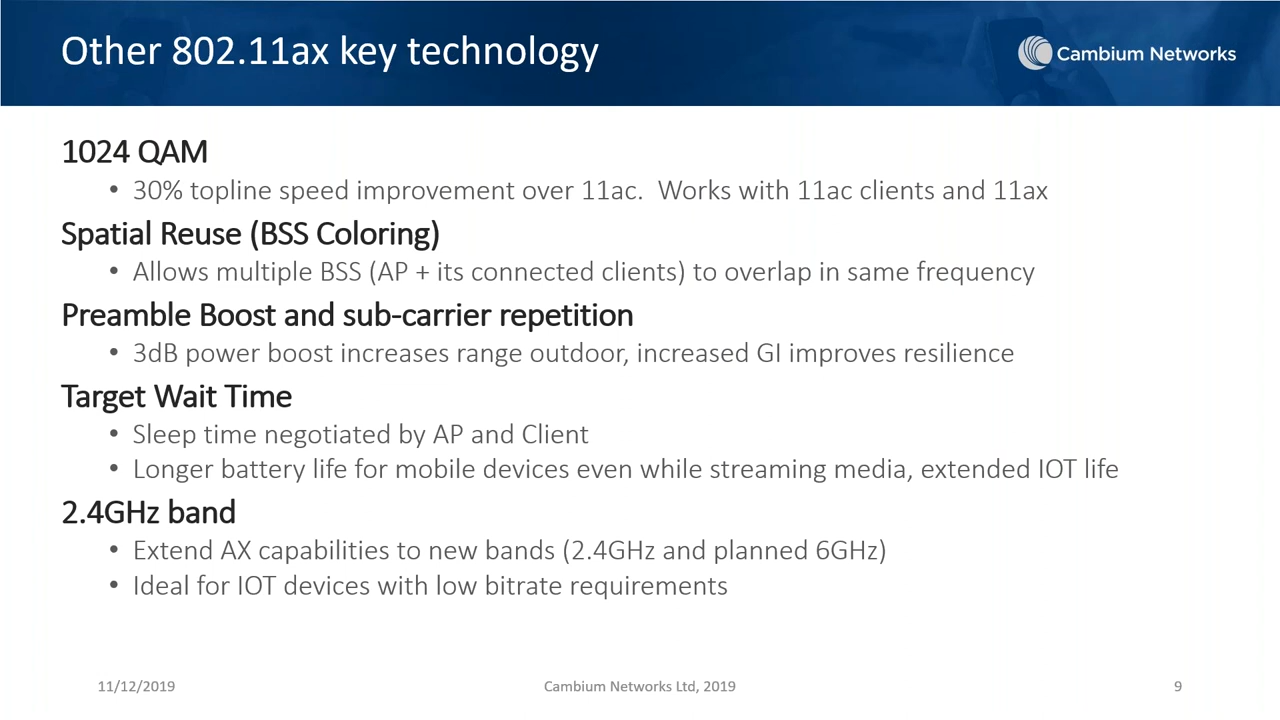 Other 802.11ax key technology
Cambium Networks
1024 QAM
• 30% topline speed improvement over 11ac.  Works with 11ac clients and 11ax
Spatial Reuse (BSS Coloring)
• Allows multiple BSS (AP + its connected clients) to overlap in same frequency
Preamble Boost and sub-carrier repetition
• 3dB power boost increases range outdoor, increased GI improves resilience
Target Wait Time
• Sleep time negotiated by AP and Client
• Longer battery life for mobile devices even while streaming media, extended IOT life
2.4GHz band
• Extend AX capabilities to new bands (2.4GHz and planned 6GHz)
• Ideal for IOT devices with low bitrate requirements
11/12/2019
Cambium Networks Ltd, 2019
9